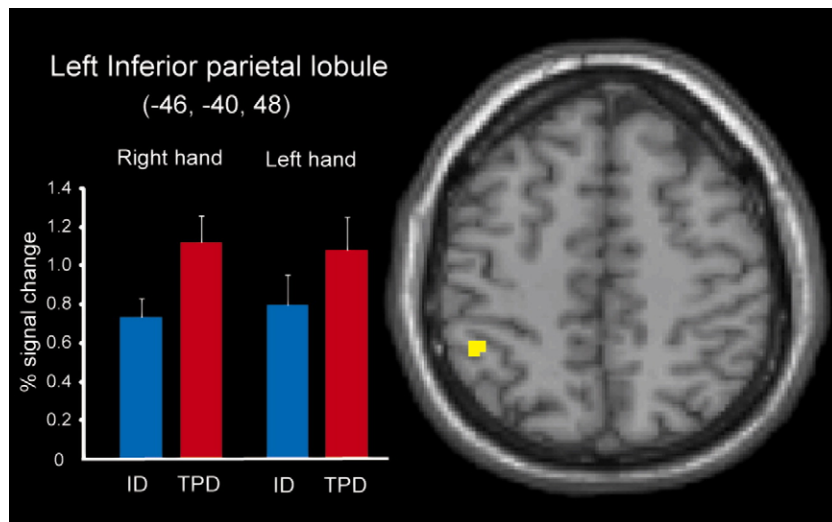 Left Inferior parietal lobule
(-46, -40, 48)
Right hand
Left hand
% signal change
1.4
1.2
1.0
0.8
0.6
0.4
0.2
0
ID
TPD
ID
TPD